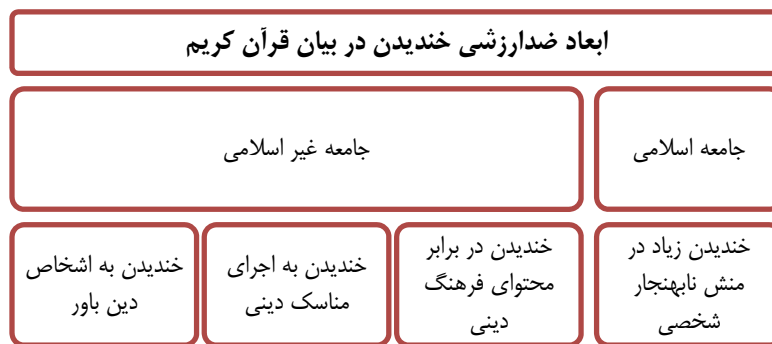 ابعاد ضدارزشی خندیدن در بیان قرآن کریم
جامعه اسلامی
جامعه غیر اسلامی
خندیدن زیاد در
منش نابهنجار
شخصی
خندیدن در برابر
محتوای فرهنگ
دینی
خندیدن به اجرای
مناسک دینی
خندیدن به اشخاص
دین باور